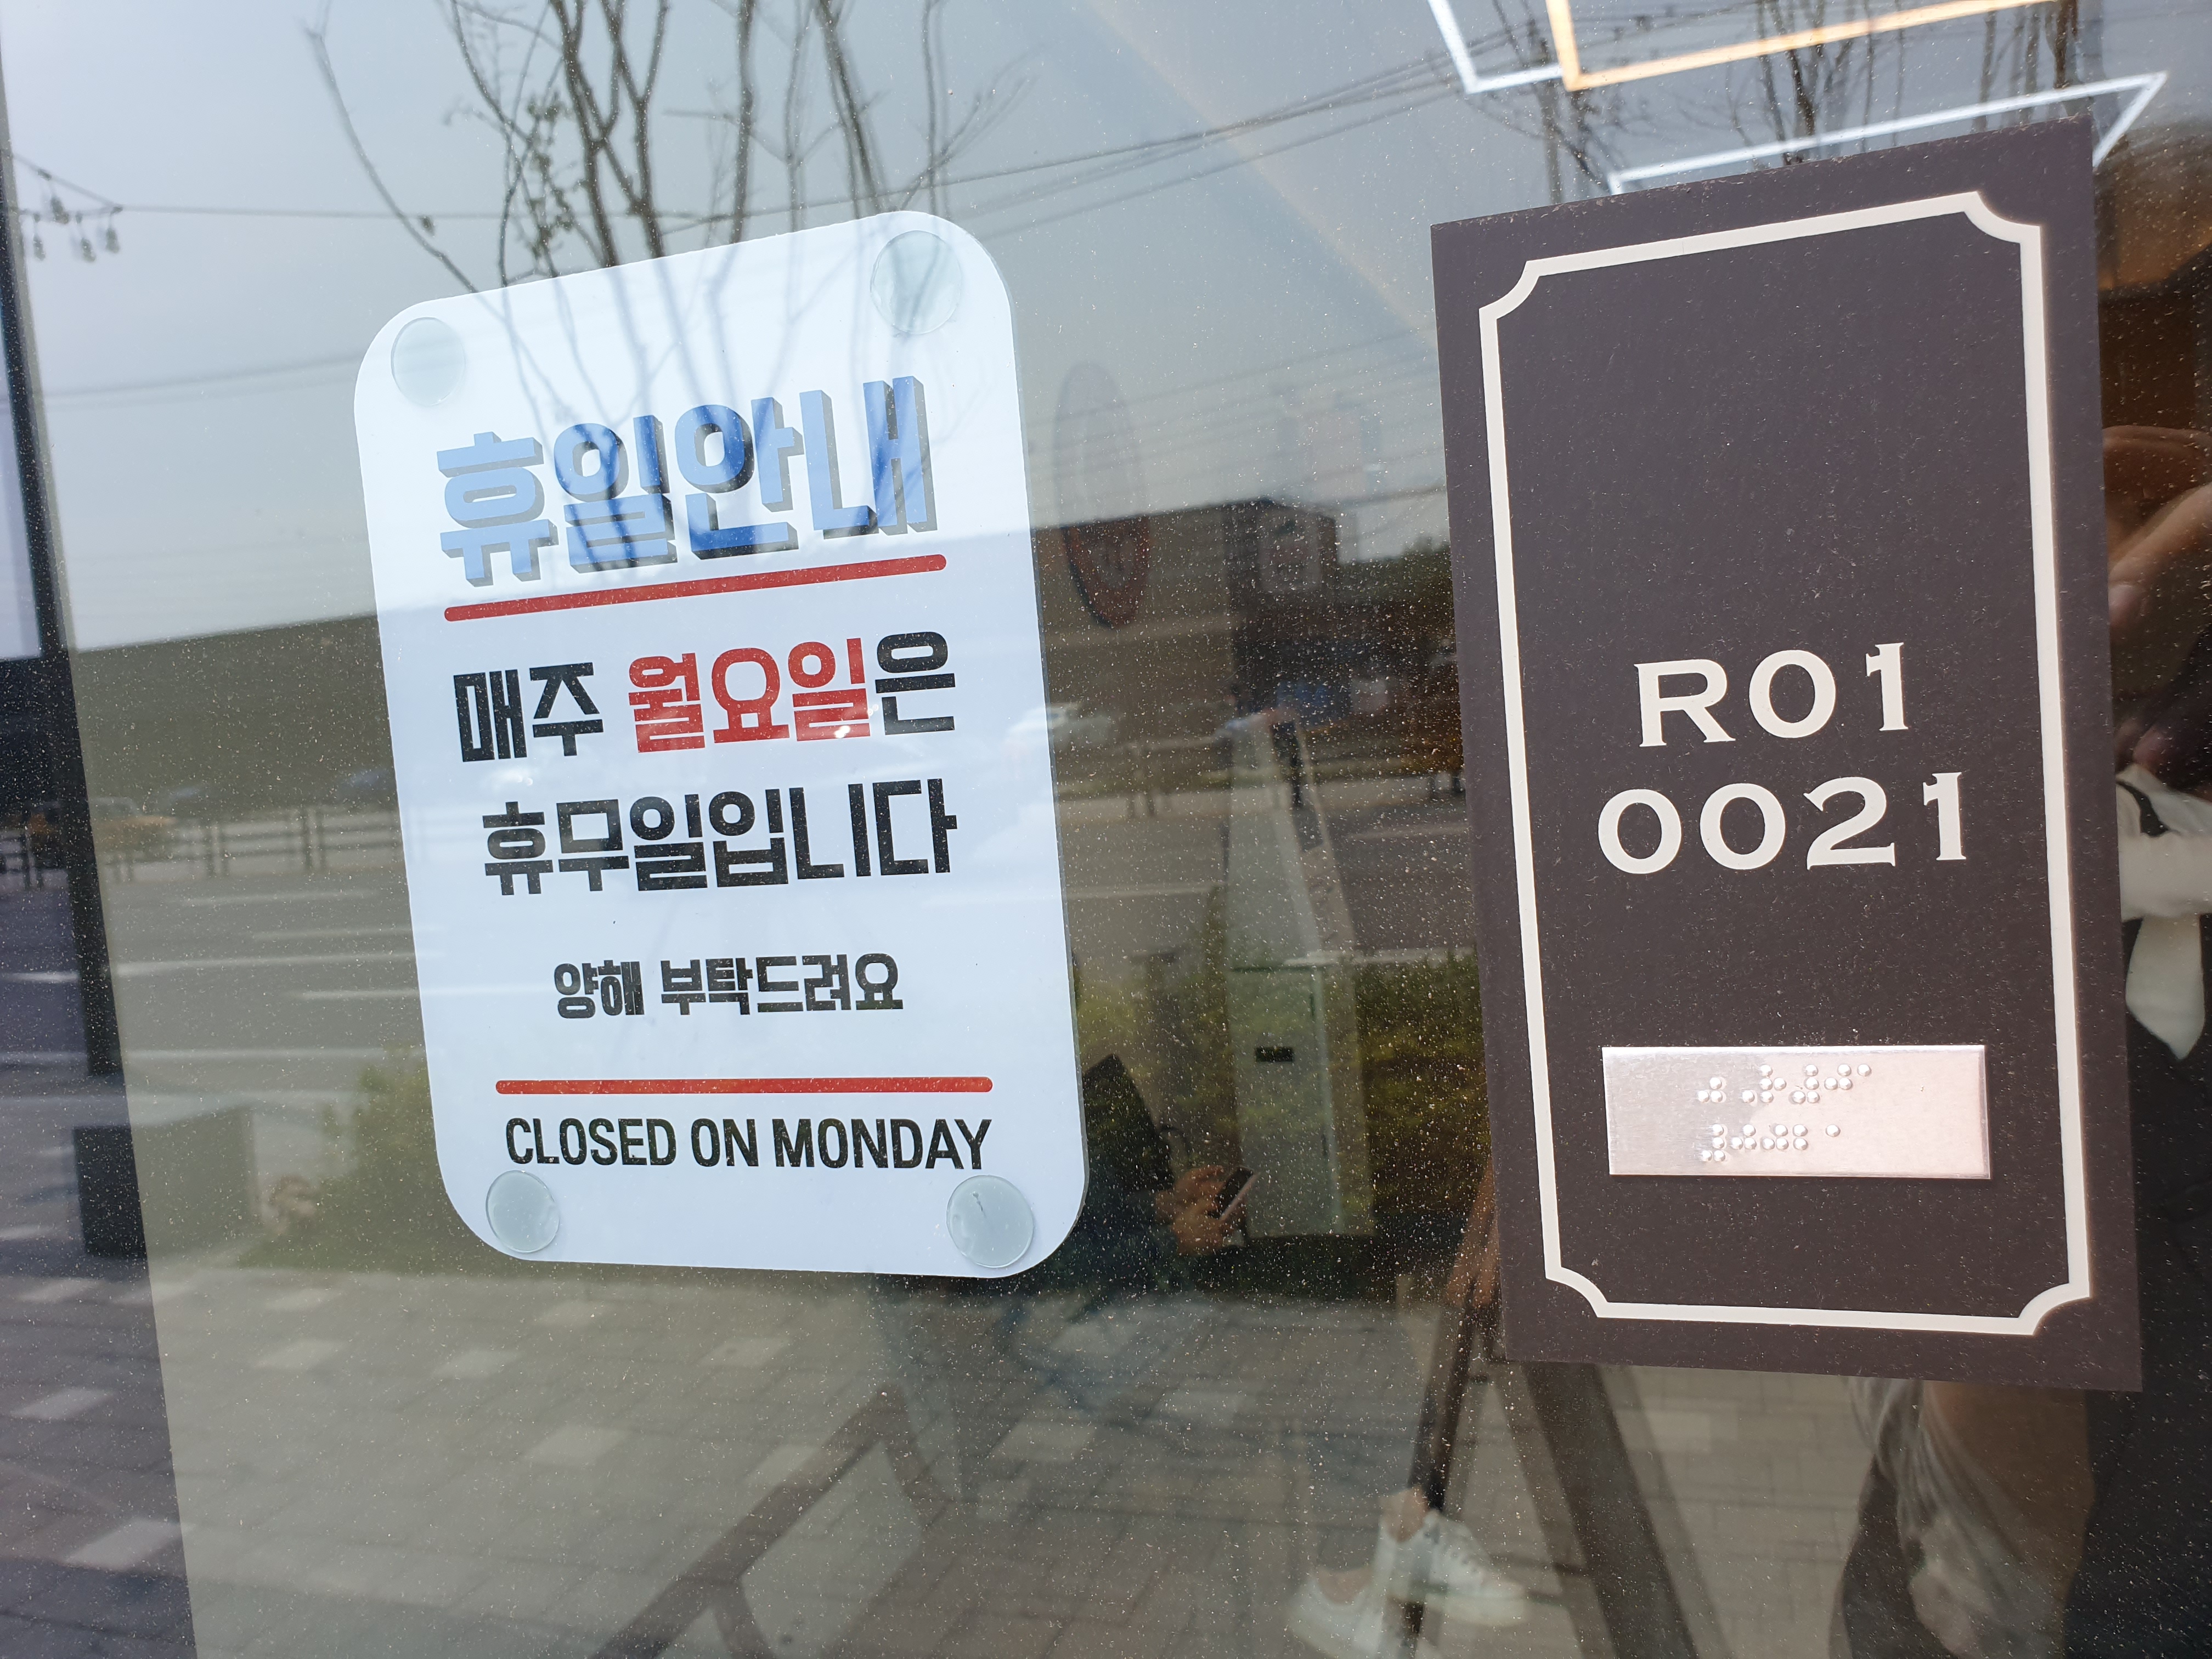 휴일안내
매주 월요일은
휴무일입니다
양해 부탁드려요
CLOSED ON MONDAY
R01
0021